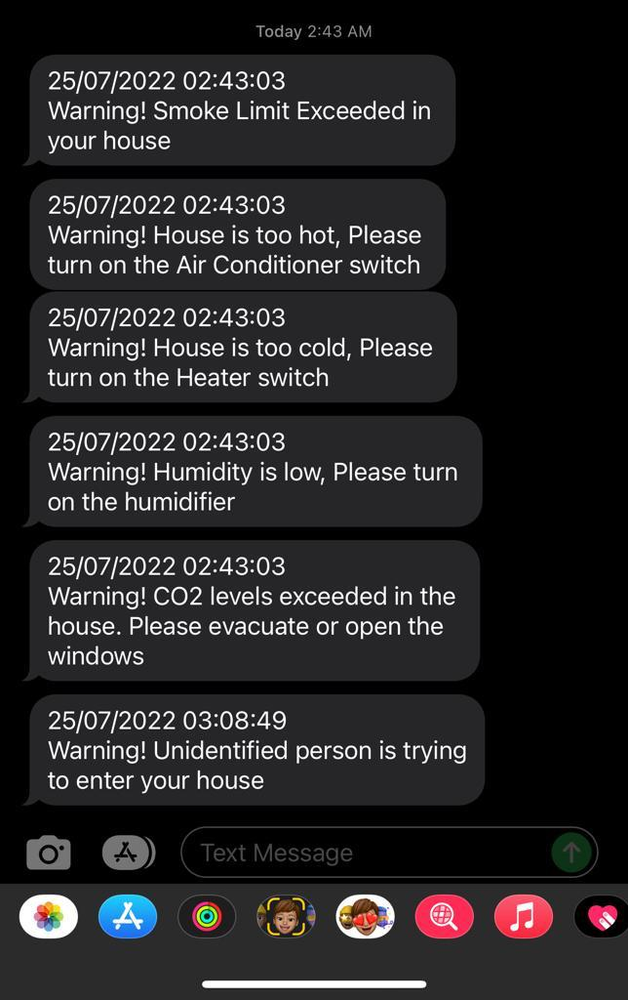 Today 2:43 AM
25/07/2022 02:43:03
Warning! Smoke Limit Exceeded in
your house
25/07/2022 02:43:03
Warning! House is too hot, Please
turn on the Air Conditioner switch
25/07/2022 02:43:03
Warning! House is too cold, Please
turn on the Heater switch
25/07/2022 02:43:03
Warning! Humidity is low, Please turn
on the humidifier
25/07/2022 02:43:03
Warning! CO2 levels exceeded in the
house. Please evacuate or open the
windows
25/07/2022 03:08:49
Warning! Unidentified person is trying
to enter your house
Text Message